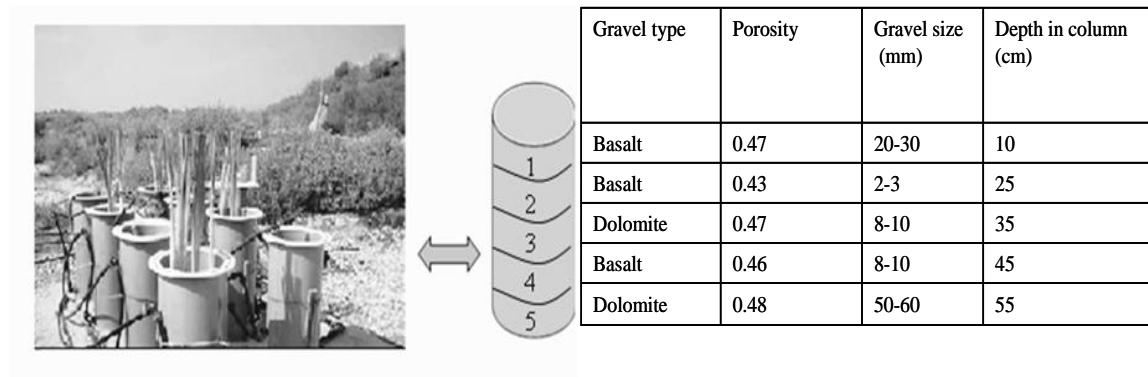 Gravel type Porosity Gravel size (mm) Depth in column (cm)
Basalt 0.47 20-30 10
Basalt 0.43 2-3 25
Dolomite 0.47 8-10 35
Basalt 0.46 8-10 45
Dolomite 0.48 50-60 55
1
2
3
4
5